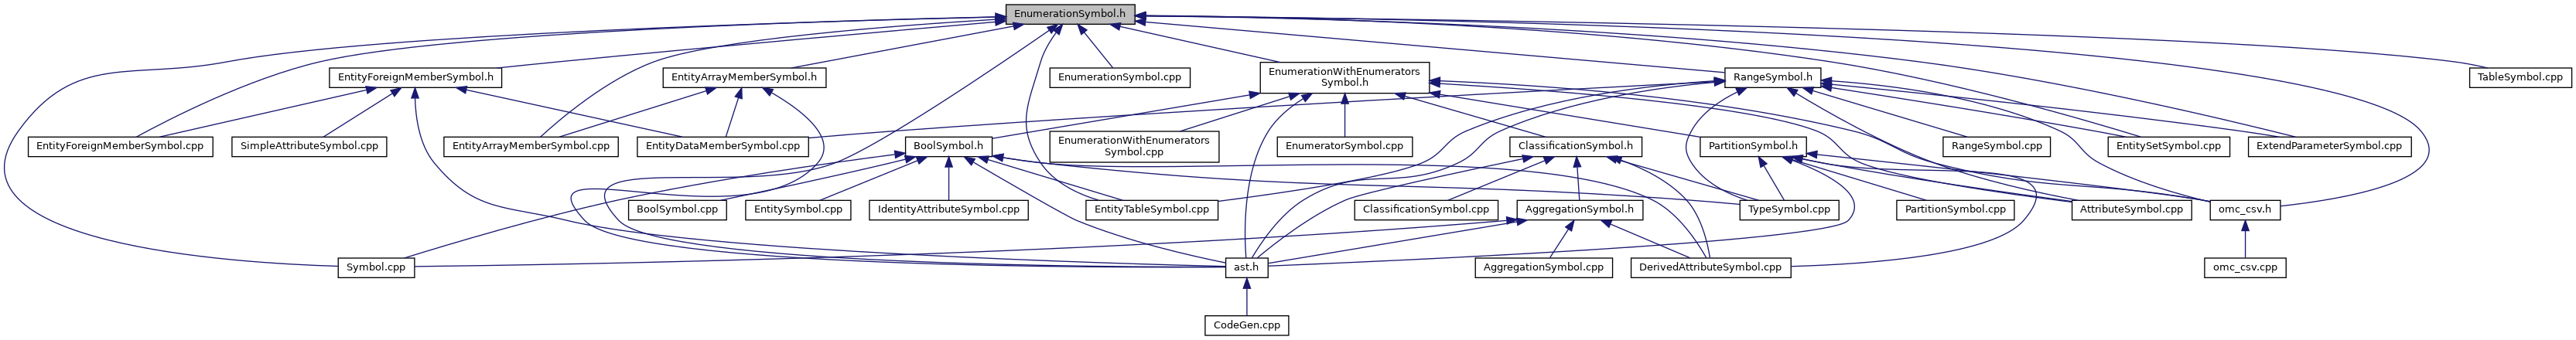 EnumerationSymbol.h
EntityForeignMemberSymbol.h
EntityArrayMemberSymbol.h
EnumerationSymbol.cpp
EnumerationWithEnumerators
Symbol.h
RangeSymbol.h
TableSymbol.cpp
EntityForeignMemberSymbol.cpp
SimpleAttributeSymbol.cpp
EntityArrayMemberSymbol.cpp
EntityDataMemberSymbol.cpp
BoolSymbol.h
EnumerationWithEnumerators
Symbol.cpp
EnumeratorSymbol.cpp
ClassificationSymbol.h
PartitionSymbol.h
RangeSymbol.cpp
EntitySetSymbol.cpp
ExtendParameterSymbol.cpp
BoolSymbol.cpp
EntitySymbol.cpp
IdentityAttributeSymbol.cpp
EntityTableSymbol.cpp
ClassificationSymbol.cpp
AggregationSymbol.h
TypeSymbol.cpp
PartitionSymbol.cpp
AttributeSymbol.cpp
omc_csv.h
Symbol.cpp
ast.h
AggregationSymbol.cpp
DerivedAttributeSymbol.cpp
omc_csv.cpp
CodeGen.cpp